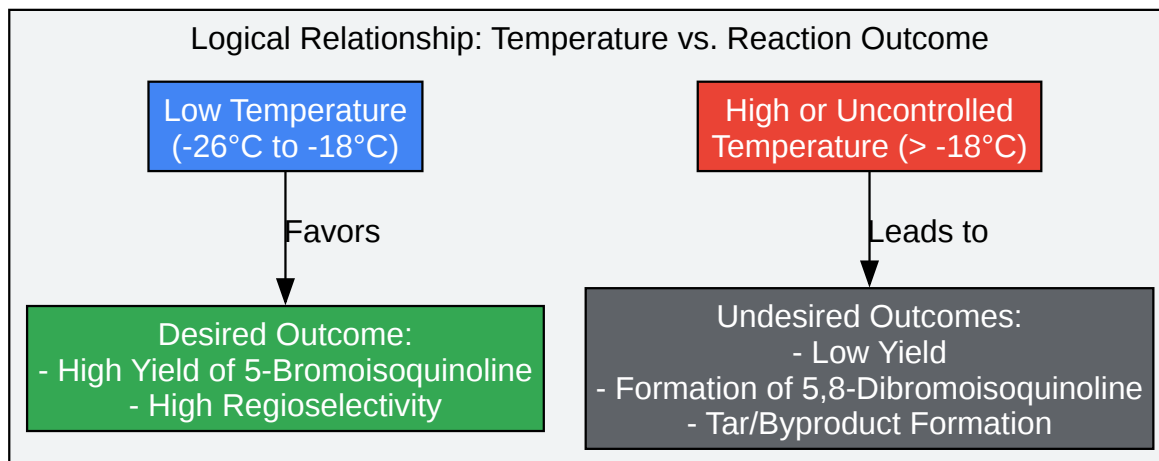 Logical Relationship: Temperature vs. Reaction Outcome
Low Temperature
(-26°C to -18°C)
Favors
Desired Outcome:
- High Yield of 5-Bromoisoquinoline
- High Regioselectivity
High or Uncontrolled
Temperature (> -18°C)
Leads to
Undesired Outcomes:
- Low Yield
- Formation of 5,8-Dibromoisoquinoline
- Tar/Byproduct Formation